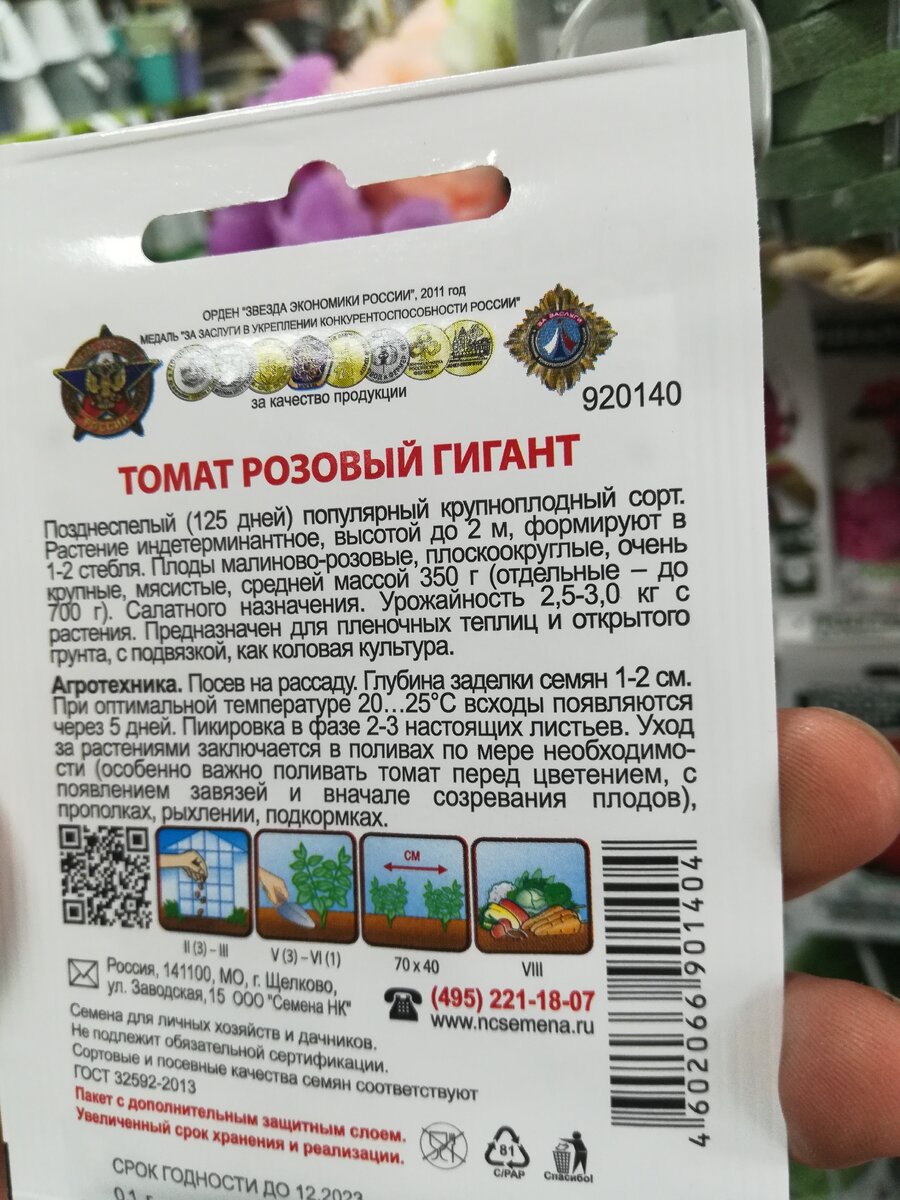 ОРДЕН "ЗВЕЗДА ЭКОНОМИКИ РОССИИ", 2011 год
МЕДАЛЬ "ЗА ЗАСЛУГИ В УКРЕПЛЕНИИ КОНКУРЕНТОСПОСОБНОСТИ РОССИИ"
ЗА ЗАСЛУГИ
РОССИИ
за качество продукции
920140
ТОМАТ РОЗОВЫЙ ГИГАНТ
Позднеспелый (125 дней) популярный крупноплодный сорт.
Растение индетерминантное, высотой до 2 м, формируют в
1-2 стебля. Плоды малиново-розовые, плоскоокруглые, очень
крупные, мясистые, средней массой 350 г (отдельные – до
700 г). Салатного назначения. Урожайность 2,5-3,0 кг с
растения. Предназначен для пленочных теплиц и открытого
грунта, с подвязкой, как коловая культура.
Агротехника. Посев на рассаду. Глубина заделки семян 1-2 см.
При оптимальной температуре 20...25°С всходы появляются
через 5 дней. Пикировка в фазе 2-3 настоящих листьев. Уход
за растениями заключается в поливах по мере необходимо-
сти (особенно важно поливать томат перед цветением, с
появлением завязей и вначале созревания плодов),
прополках, рыхлении, подкормках.
СМ
II (3) – III
V (3) – VI (1)
70 x 40
VIII
Россия, 141100, МО, г. Щелково,
ул. Заводская,15 ООО "Семена НК"
(495) 221-18-07
www.ncsemena.ru
4602066901404
Семена для личных хозяйств и дачников.
Не подлежит обязательной сертификации.
Сортовые и посевные качества семян соответствуют
ГОСТ 32592-2013
Пакет с дополнительным защитным слоем.
Увеличенный срок хранения и реализации.
81
C/PAP
Спасибо!
СРОК ГОДНОСТИ ДО 12.2023
0,1 г